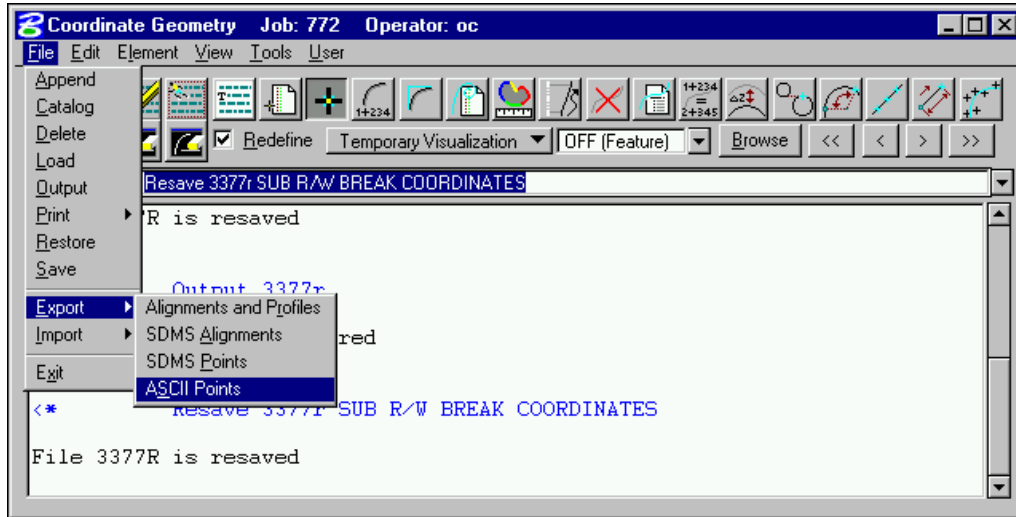 Coordinate Geometry Job: 772 Operator: oc
File Edit Element View Tools User
Append
Catalog
Delete
Load
Output
Print
Restore
Save
Export
Import
Exit
Alignments and Profiles
SDMS Alignments
SDMS Points
ASCII Points
1+234
1+234
=
2+345
Redefine Temporary Visualization OFF (Feature) Browse << < > >>
Resave 3377r SUB R/W BREAK COORDINATES
'R is resaved
Output 3377r
red
<* Resave 3377r SUB R/W BREAK COORDINATES
File 3377R is resaved